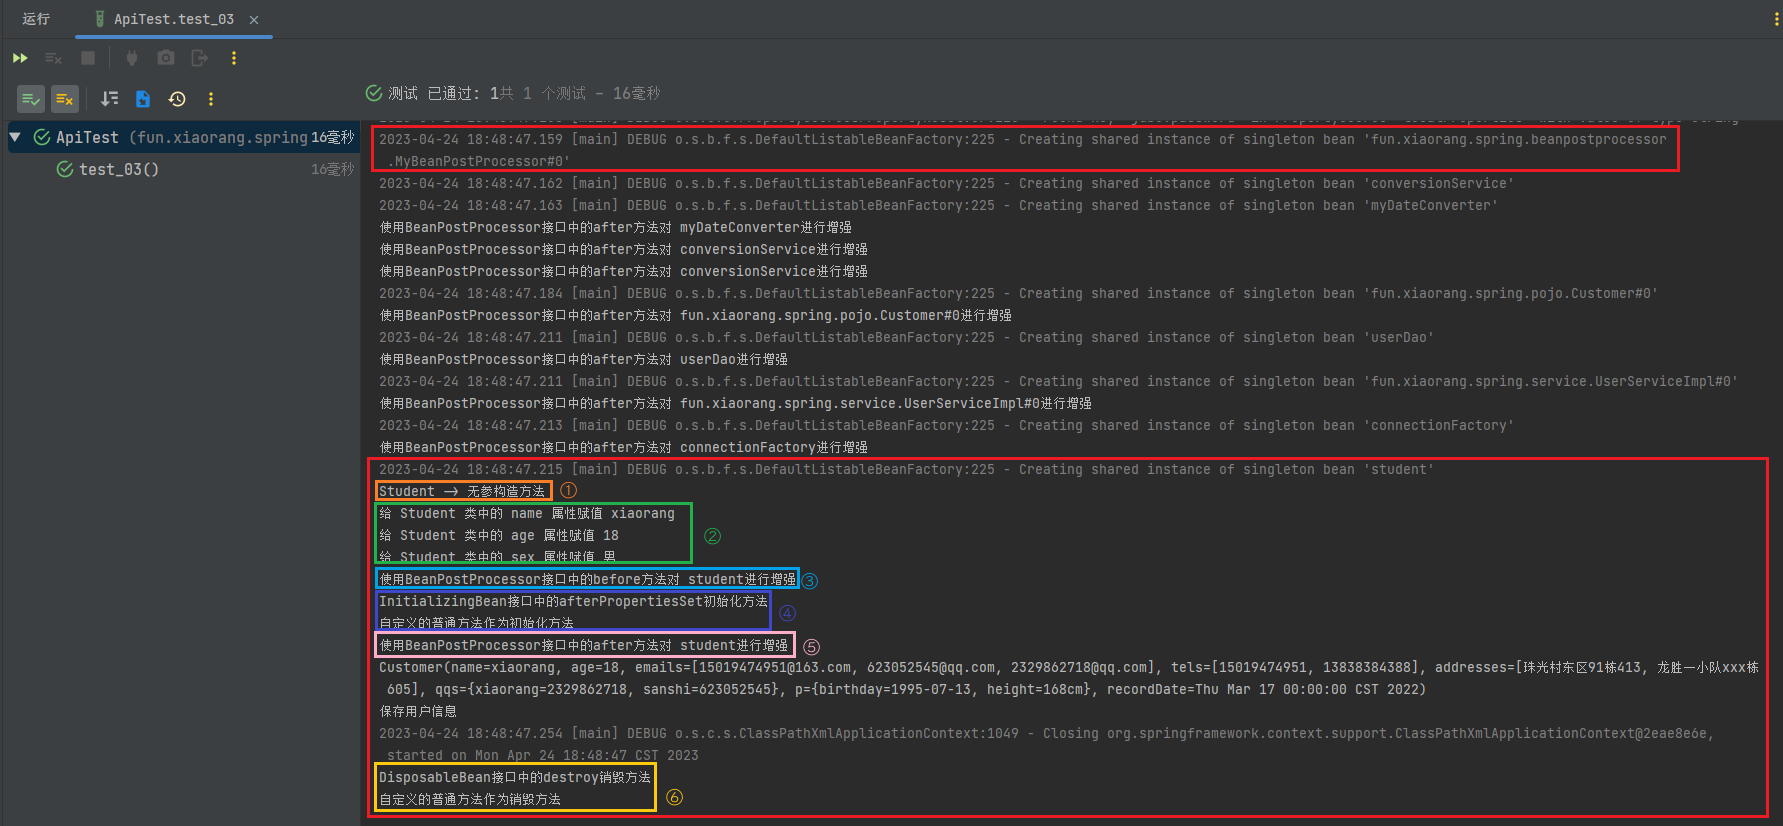 运行
ApiTest.test_03
测试 已通过: 1共 1 个测试 – 16毫秒
ApiTest (fun.xiaorang.spring 16毫秒
test_03() 16毫秒
2023-04-24 18:48:47.159 [main] DEBUG o.s.b.f.s.DefaultListableBeanFactory:225 - Creating shared instance of singleton bean 'fun.xiaorang.spring.beanpostprocessor
.MyBeanPostProcessor#0'
2023-04-24 18:48:47.162 [main] DEBUG o.s.b.f.s.DefaultListableBeanFactory:225 - Creating shared instance of singleton bean 'conversionService'
2023-04-24 18:48:47.163 [main] DEBUG o.s.b.f.s.DefaultListableBeanFactory:225 - Creating shared instance of singleton bean 'myDateConverter'
使用BeanPostProcessor接口中的after方法对 myDateConverter进行增强
使用BeanPostProcessor接口中的after方法对 conversionService进行增强
使用BeanPostProcessor接口中的after方法对 conversionService进行增强
2023-04-24 18:48:47.184 [main] DEBUG o.s.b.f.s.DefaultListableBeanFactory:225 - Creating shared instance of singleton bean 'fun.xiaorang.spring.pojo.Customer#0'
使用BeanPostProcessor接口中的after方法对 fun.xiaorang.spring.pojo.Customer#0进行增强
2023-04-24 18:48:47.211 [main] DEBUG o.s.b.f.s.DefaultListableBeanFactory:225 - Creating shared instance of singleton bean 'userDao'
使用BeanPostProcessor接口中的after方法对 userDao进行增强
2023-04-24 18:48:47.211 [main] DEBUG o.s.b.f.s.DefaultListableBeanFactory:225 - Creating shared instance of singleton bean 'fun.xiaorang.spring.service.UserServiceImpl#0'
使用BeanPostProcessor接口中的after方法对 fun.xiaorang.spring.service.UserServiceImpl#0进行增强
2023-04-24 18:48:47.213 [main] DEBUG o.s.b.f.s.DefaultListableBeanFactory:225 - Creating shared instance of singleton bean 'connectionFactory'
使用BeanPostProcessor接口中的after方法对 connectionFactory进行增强
2023-04-24 18:48:47.215 [main] DEBUG o.s.b.f.s.DefaultListableBeanFactory:225 - Creating shared instance of singleton bean 'student'
Student -> 无参构造方法 ①
给 Student 类中的 name 属性赋值 xiaorang
给 Student 类中的 age 属性赋值 18 ②
给 Student 类中的 sex 属性赋值 男
使用BeanPostProcessor接口中的before方法对 student进行增强 ③
InitializingBean接口中的afterPropertiesSet初始化方法 ④
自定义的普通方法作为初始化方法
使用BeanPostProcessor接口中的after方法对 student进行增强 ⑤
Customer(name=xiaorang, age=18, emails=[15019474951@163.com, 623052545@qq.com, 2329862718@qq.com], tels=[15019474951, 13838384388], addresses=[珠光村东区91栋413, 龙胜一小队xxx栋
605], qqs={xiaorang=2329862718, sanshi=623052545}, p={birthday=1995-07-13, height=168cm}, recordDate=Thu Mar 17 00:00:00 CST 2022)
保存用户信息
2023-04-24 18:48:47.254 [main] DEBUG o.s.c.s.ClassPathXmlApplicationContext:1049 - Closing org.springframework.context.support.ClassPathXmlApplicationContext@2eae8e6e,
started on Mon Apr 24 18:48:47 CST 2023
DisposableBean接口中的destroy销毁方法
自定义的普通方法作为销毁方法 ⑥